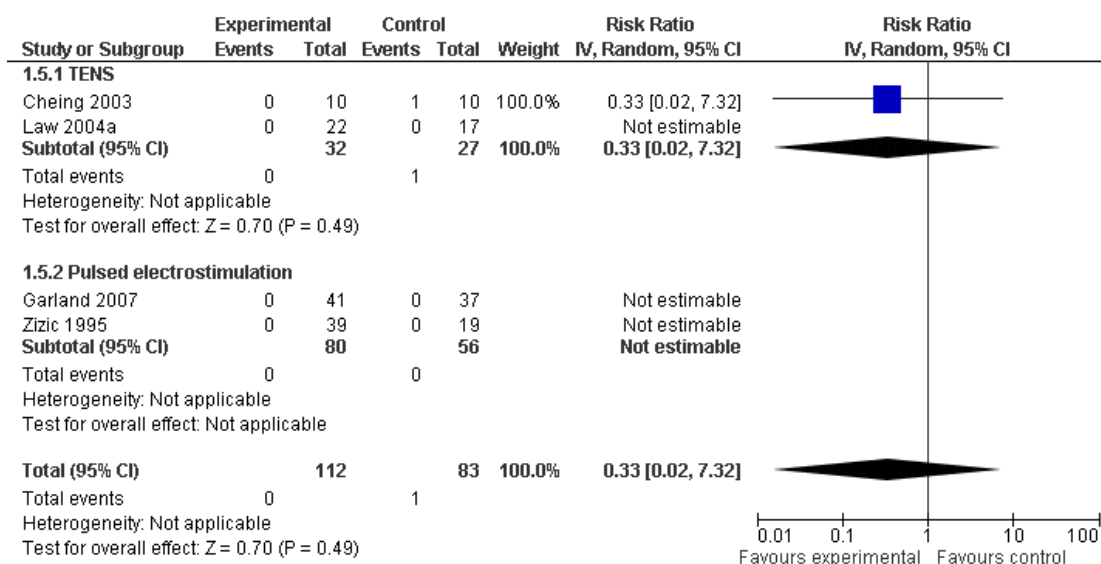 Experimental Control Risk Ratio Risk Ratio
Study or Subgroup Events Total Events Total Weight IV, Random, 95% CI IV, Random, 95% CI
1.5.1 TENS
Cheing 2003 0 10 1 10 100.0% 0.33 [0.02, 7.32]
Law 2004a 0 22 0 17 Not estimable
Subtotal (95% CI) 32 27 100.0% 0.33 [0.02, 7.32]
Total events 0 1
Heterogeneity: Not applicable
Test for overall effect: Z = 0.70 (P = 0.49)
1.5.2 Pulsed electrostimulation
Garland 2007 0 41 0 37 Not estimable
Zizic 1995 0 39 0 19 Not estimable
Subtotal (95% CI) 80 56 Not estimable
Total events 0 0
Heterogeneity: Not applicable
Test for overall effect: Not applicable
Total (95% CI) 112 83 100.0% 0.33 [0.02, 7.32]
Total events 0 1
Heterogeneity: Not applicable
Test for overall effect: Z = 0.70 (P = 0.49)
0.01 0.1 1 10 100
Favours experimental Favours control